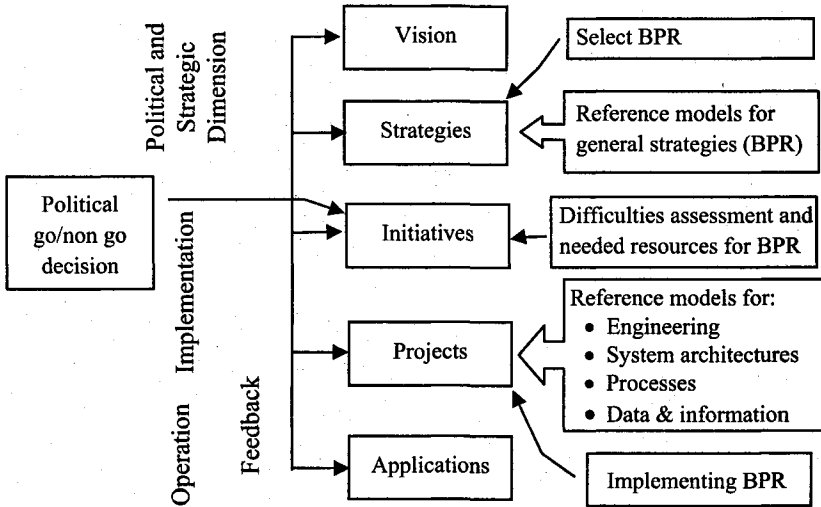 Political and
Strategic
Dimension
Implementation
Operation
Feedback
Political
go/non go
decision
Vision
Strategies
Initiatives
Projects
Applications
Select BPR
Reference models for
general strategies (BPR)
Difficulties assessment and
needed resources for BPR
Reference models for:
• Engineering
• System architectures
• Processes
• Data & information
Implementing BPR